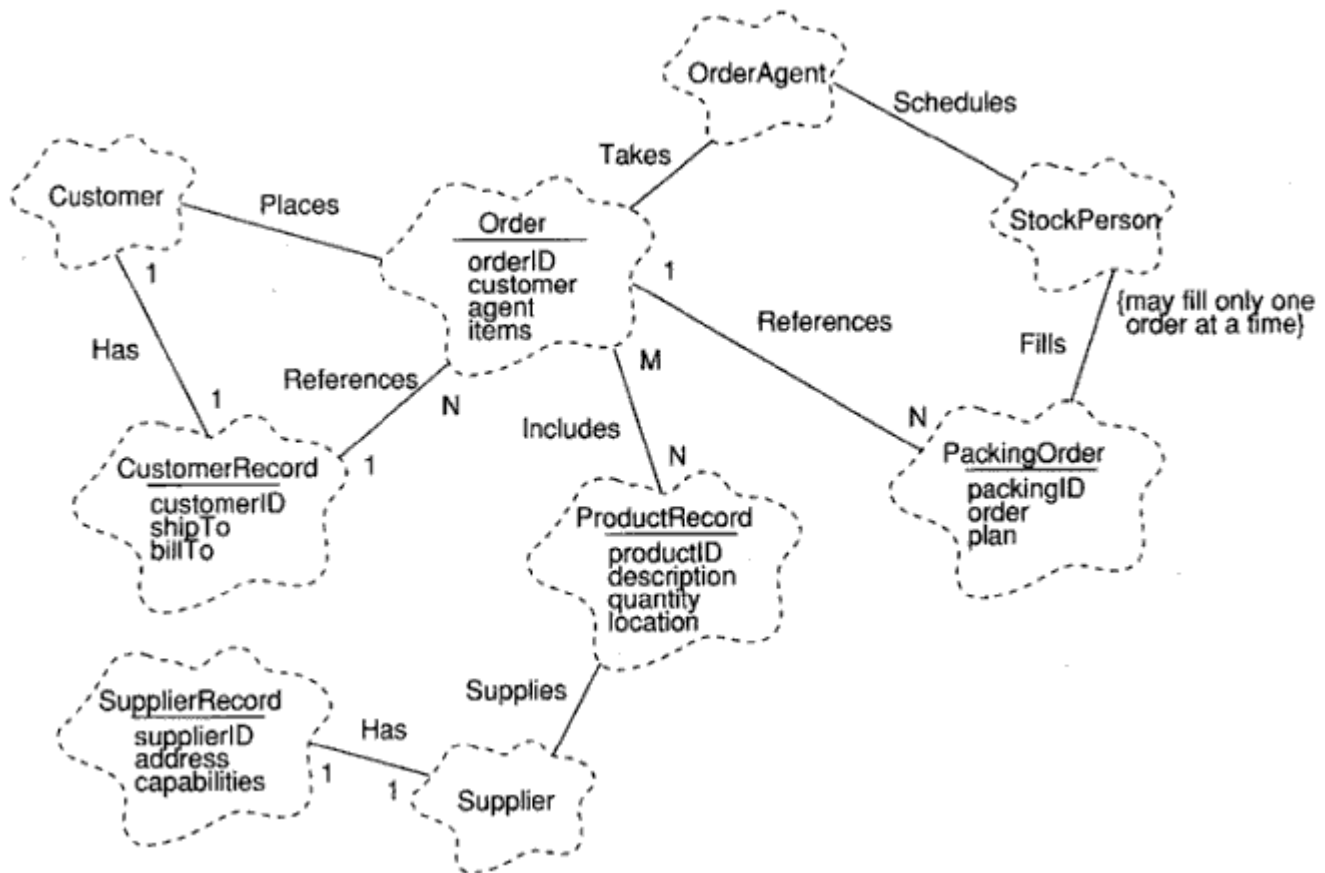 OrderAgent
Schedules
Takes
Customer
Places
StockPerson
Order
orderID
customer
agent
items
1
1
References
{may fill only one
order at a time}
Fills
Has
1
References
N
M
Includes
N
N
1
CustomerRecord
customerID
shipTo
billTo
PackingOrder
packingID
order
plan
ProductRecord
productID
description
quantity
location
Supplies
SupplierRecord
supplierID
address
capabilities
Has
1
1
Supplier